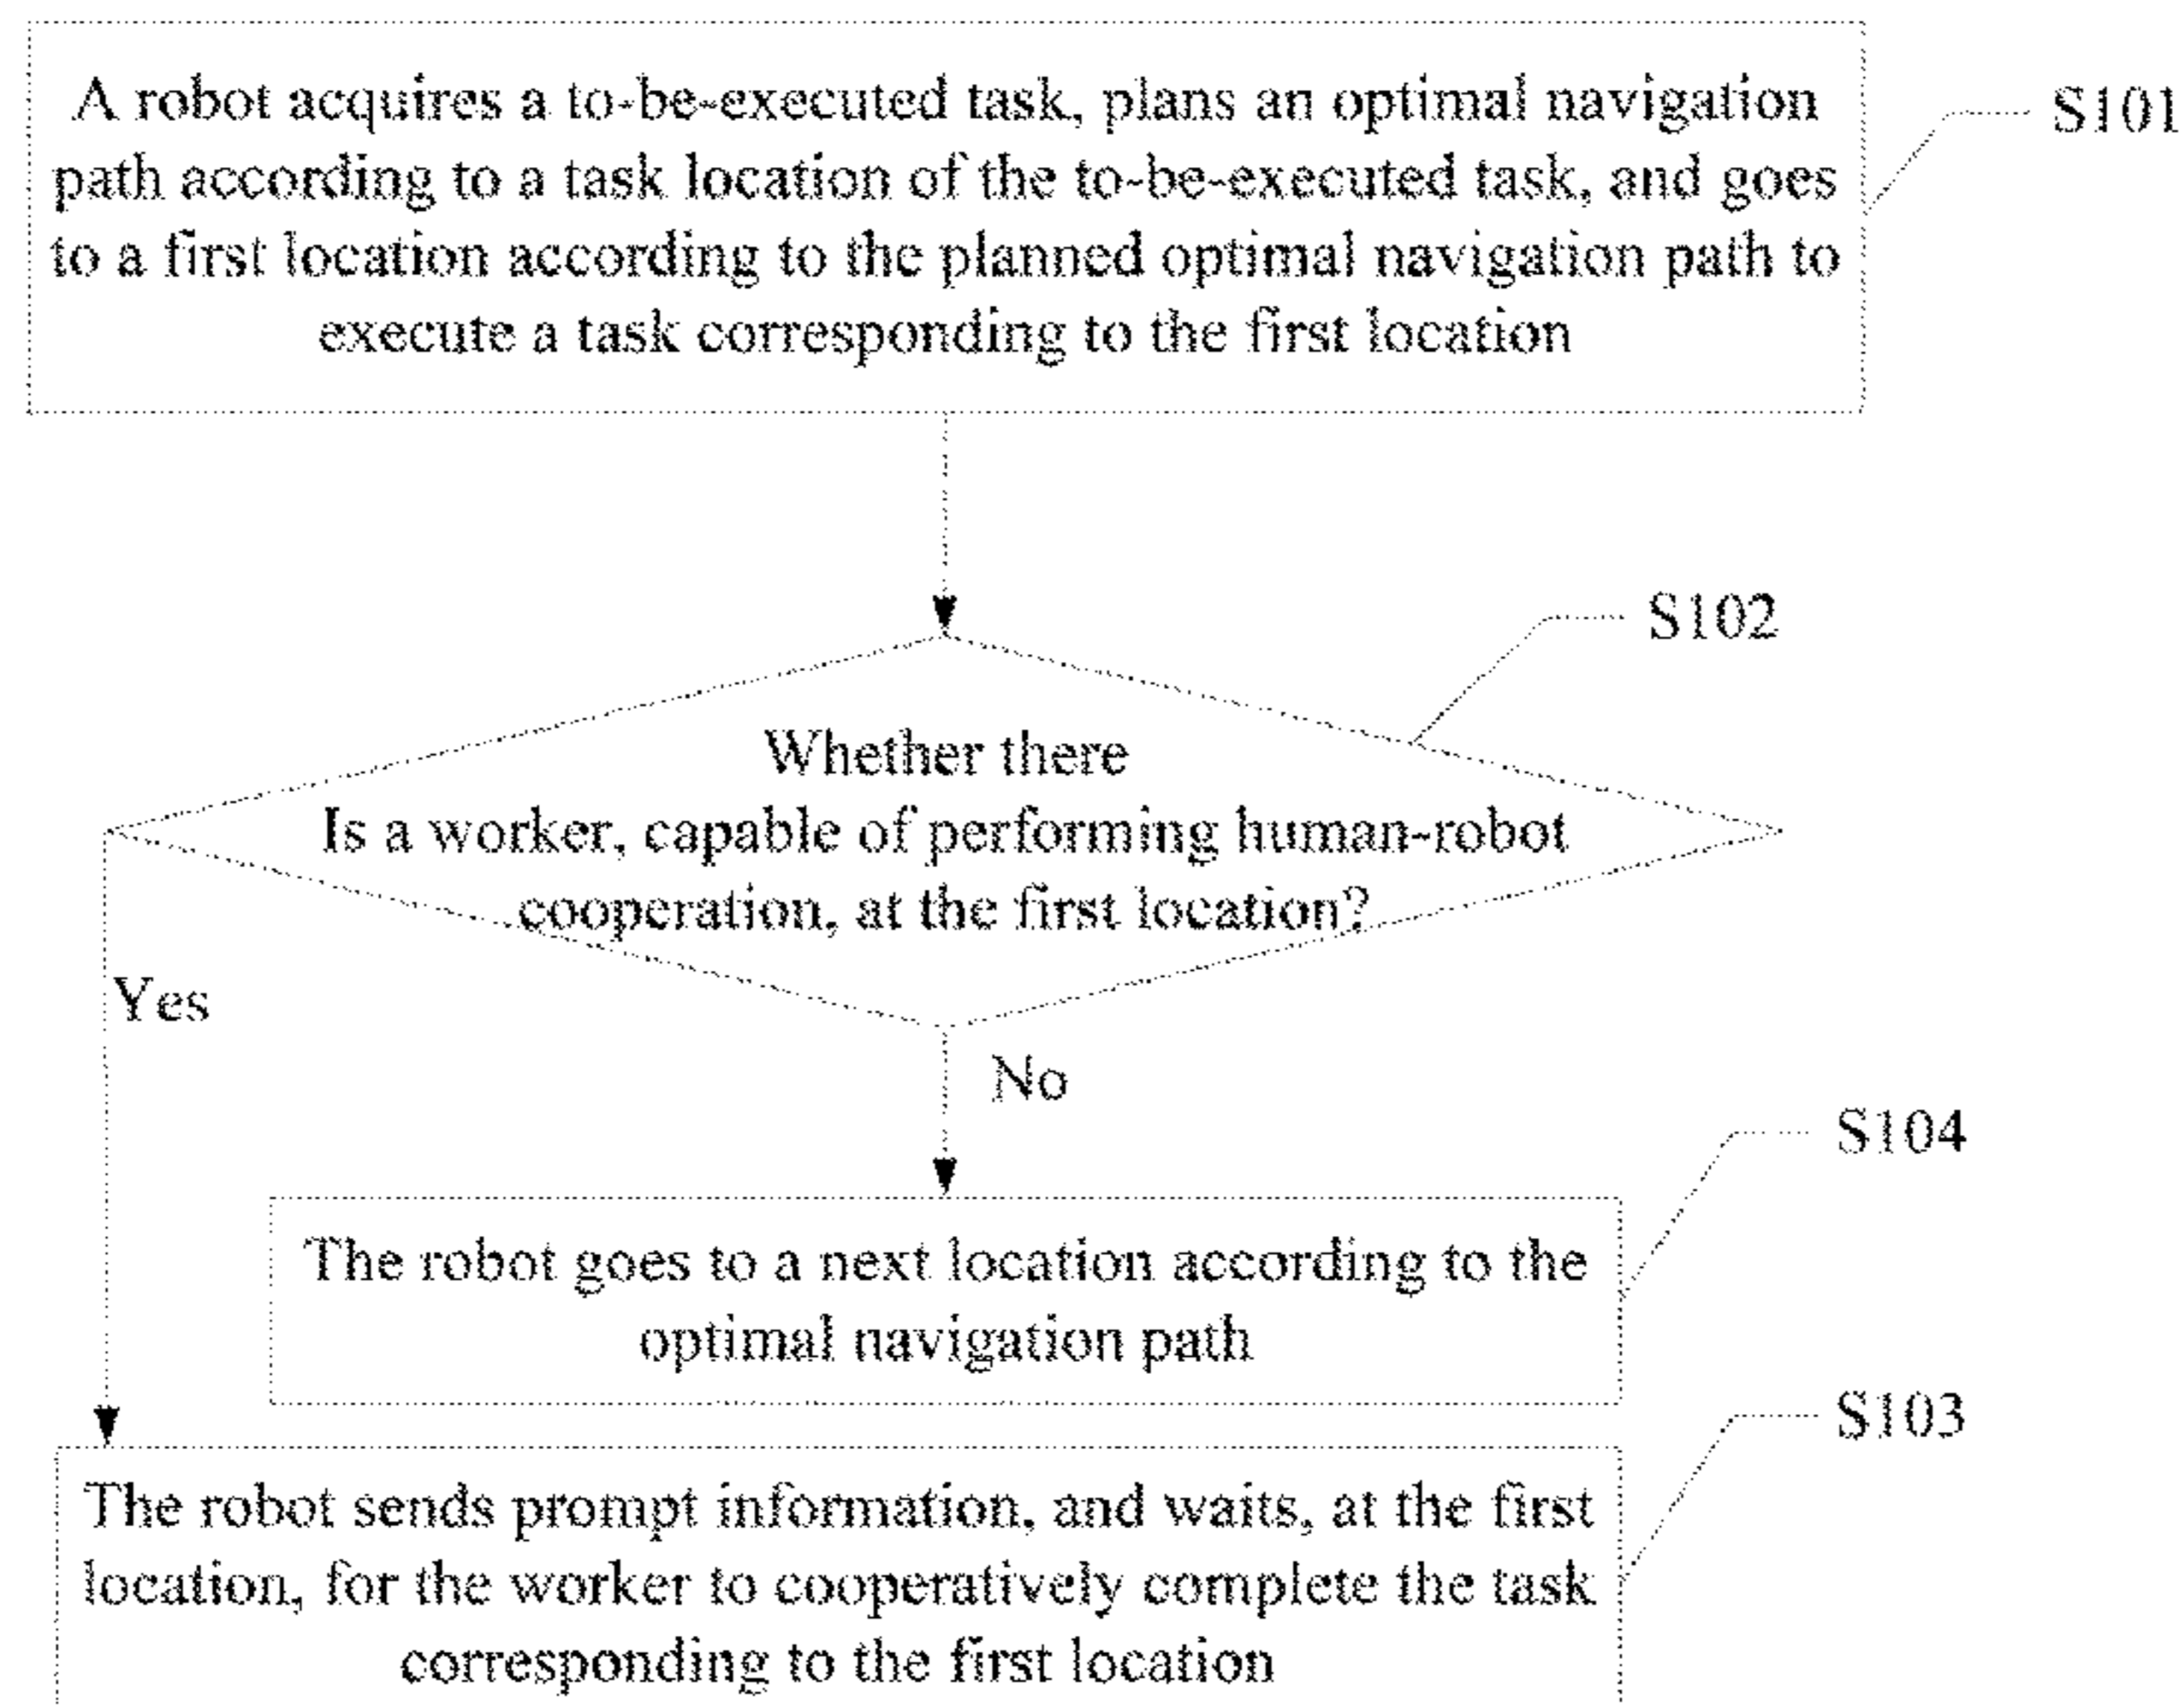 A robot acquires a to-be-executed task, plans an optimal navigation
path according to a task location of the to-be-executed task, and goes
to a first location according to the planned optimal navigation path to
execute a task corresponding to the first location
S101
S102
Whether there
Is a worker, capable of performing human-robot
cooperation, at the first location?
Yes
No
S104
The robot goes to a next location according to the
optimal navigation path
S103
The robot sends prompt information, and waits, at the first
location, for the worker to cooperatively complete the task
corresponding to the first location